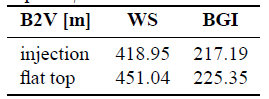 B2V [m] WS BGI
injection 418.95 217.19
flat top 451.04 225.35